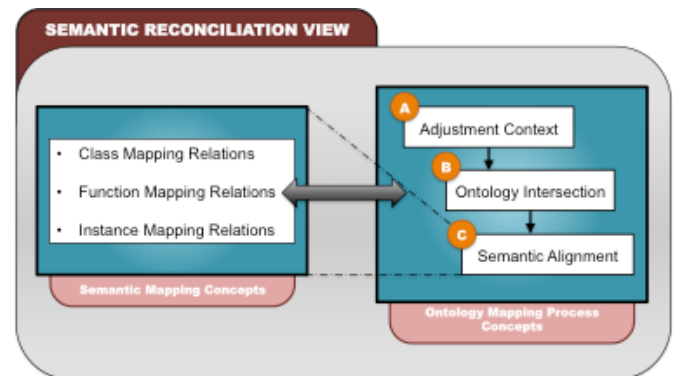 SEMANTIC RECONCILIATION VIEW
• Class Mapping Relations
• Function Mapping Relations
• Instance Mapping Relations
Semantic Mapping Concepts
A
Adjustment Context
B
Ontology Intersection
C
Semantic Alignment
Ontology Mapping Process
Concepts